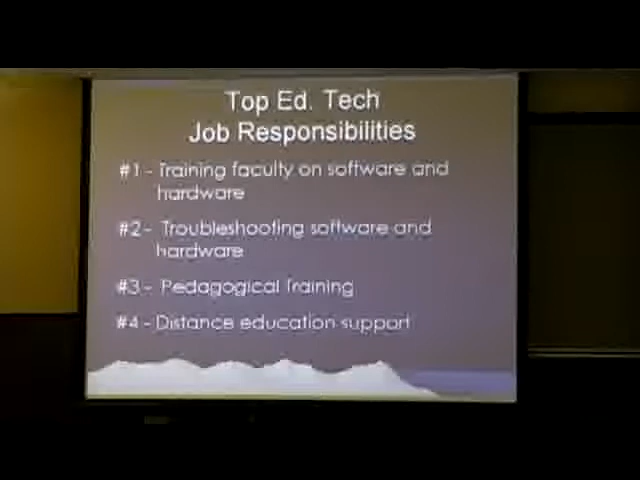 Top Ed. Tech
Job Responsibilities
#1 - Training faculty on software and
hardware
#2 - Troubleshooting software and
hardware
#3 - Pedagogical Training
#4 - Distance education support